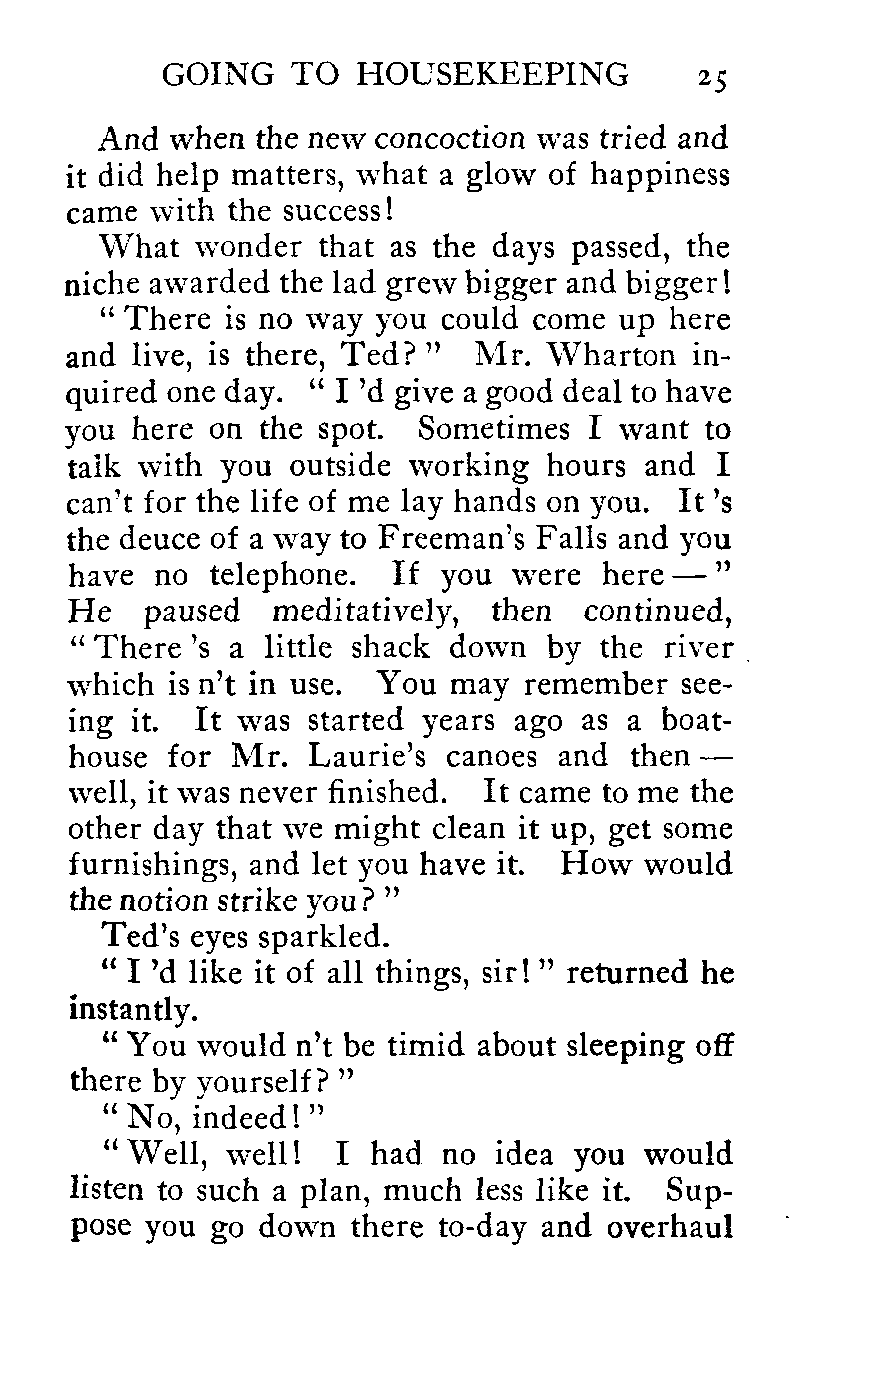 GOING TO HOUSEKEEPING 25
And when the new concoction was tried and
it did help matters, what a glow of happiness
came with the success!
What wonder that as the days passed, the
niche awarded the lad grew bigger and bigger!
“ There is no way you could come up here
and live, is there, Ted? ” Mr. Wharton in-
quired one day. “ I 'd give a good deal to have
you here on the spot. Sometimes I want to
talk with you outside working hours and I
can't for the life of me lay hands on you. It 's
the deuce of a way to Freeman's Falls and you
have no telephone. If you were here — ”
He paused meditatively, then continued,
“ There 's a little shack down by the river
which is n't in use. You may remember see-
ing it. It was started years ago as a boat-
house for Mr. Laurie's canoes and then —
well, it was never finished. It came to me the
other day that we might clean it up, get some
furnishings, and let you have it. How would
the notion strike you? ”
Ted's eyes sparkled.
“ I 'd like it of all things, sir! ” returned he
instantly.
“ You would n't be timid about sleeping off
there by yourself? ”
“ No, indeed! ”
“ Well, well! I had no idea you would
listen to such a plan, much less like it. Sup-
pose you go down there to-day and overhaul